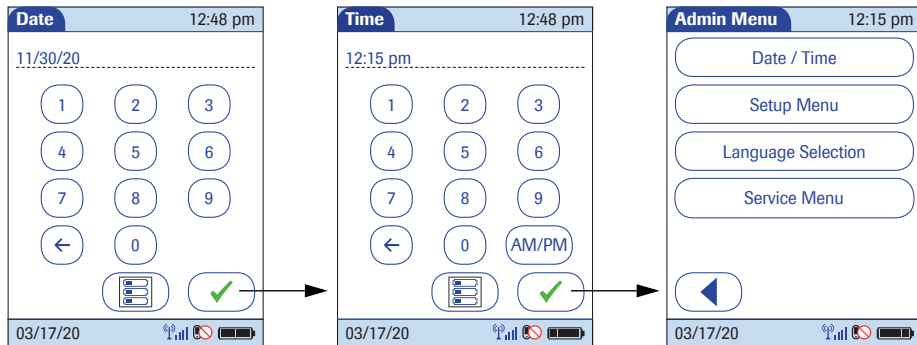 Date 12:48 pm
11/30/20
1 2 3
4 5 6
7 8 9
0
03/17/20
Time 12:48 pm
12:15 pm
1 2 3
4 5 6
7 8 9
0 AM/PM
03/17/20
Admin Menu 12:15 pm
Date / Time
Setup Menu
Language Selection
Service Menu
03/17/20